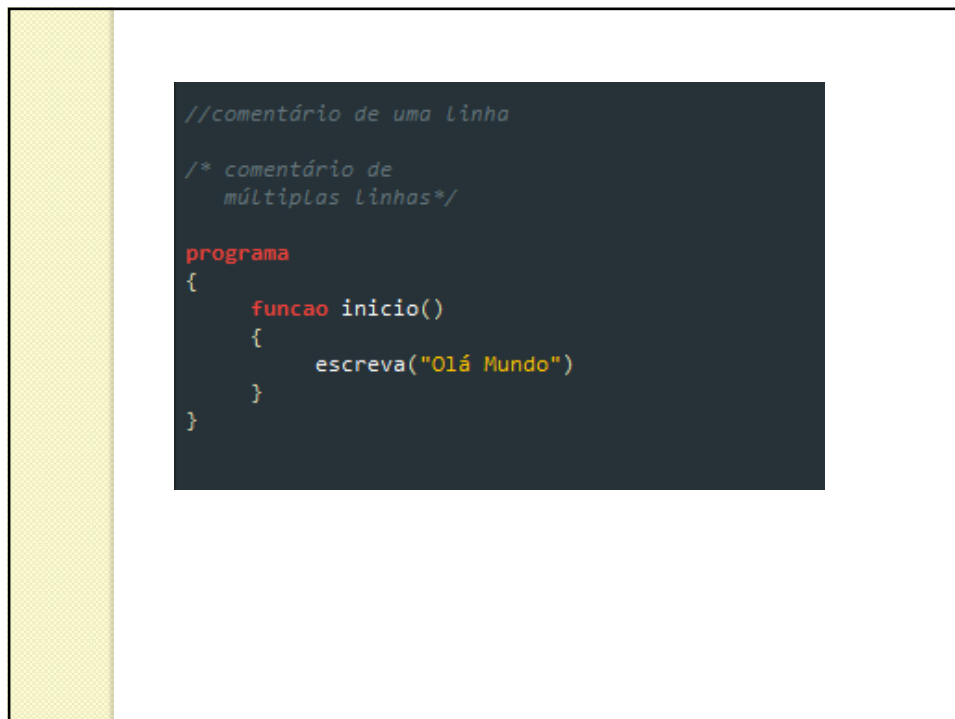 //comentário de uma linha
/* comentário de
múltiplas linhas*/
programa
{
funcao inicio()
{
escreva("Olá Mundo")
}
}